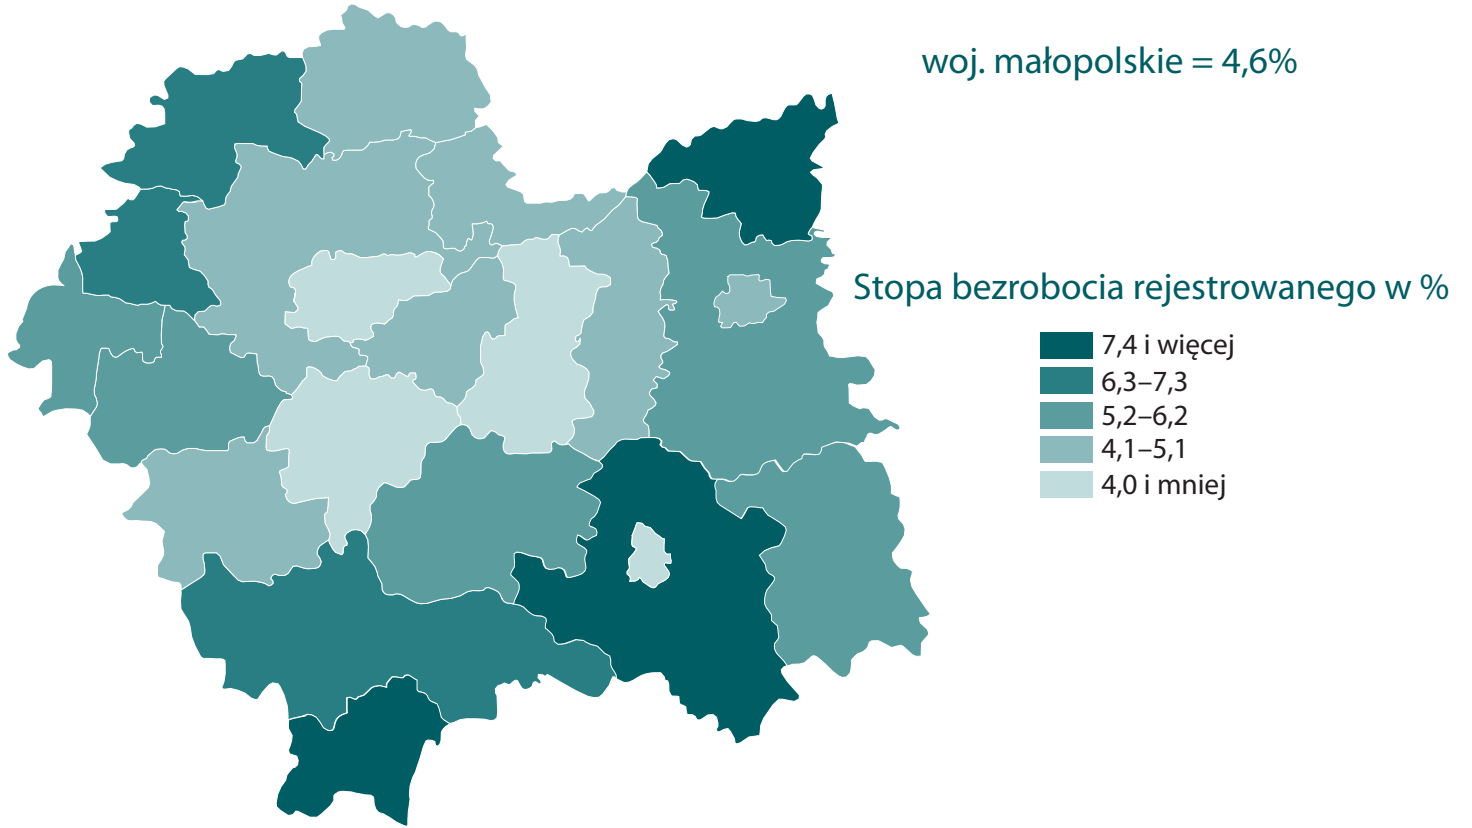 woj. małopolskie = 4,6%
Stopa bezrobocia rejestrowanego w %
7,4 i więcej
6,3–7,3
5,2–6,2
4,1–5,1
4,0 i mniej